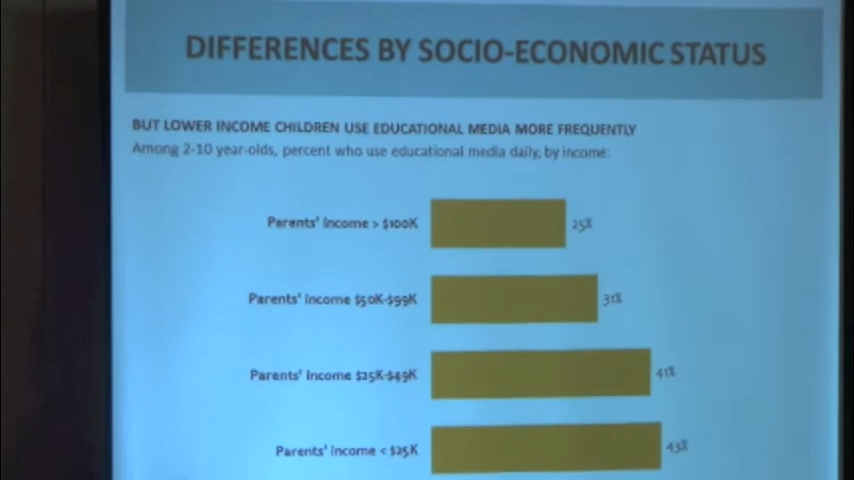 DIFFERENCES BY SOCIO-ECONOMIC STATUS
BUT LOWER INCOME CHILDREN USE EDUCATIONAL MEDIA MORE FREQUENTLY
Among 2-10 year-olds, percent who use educational media daily, by income:
Parents' Income > $100K 25%
Parents' Income $50K-$99K 31%
Parents' Income $25K-$49K 41%
Parents' Income < $25K 43%